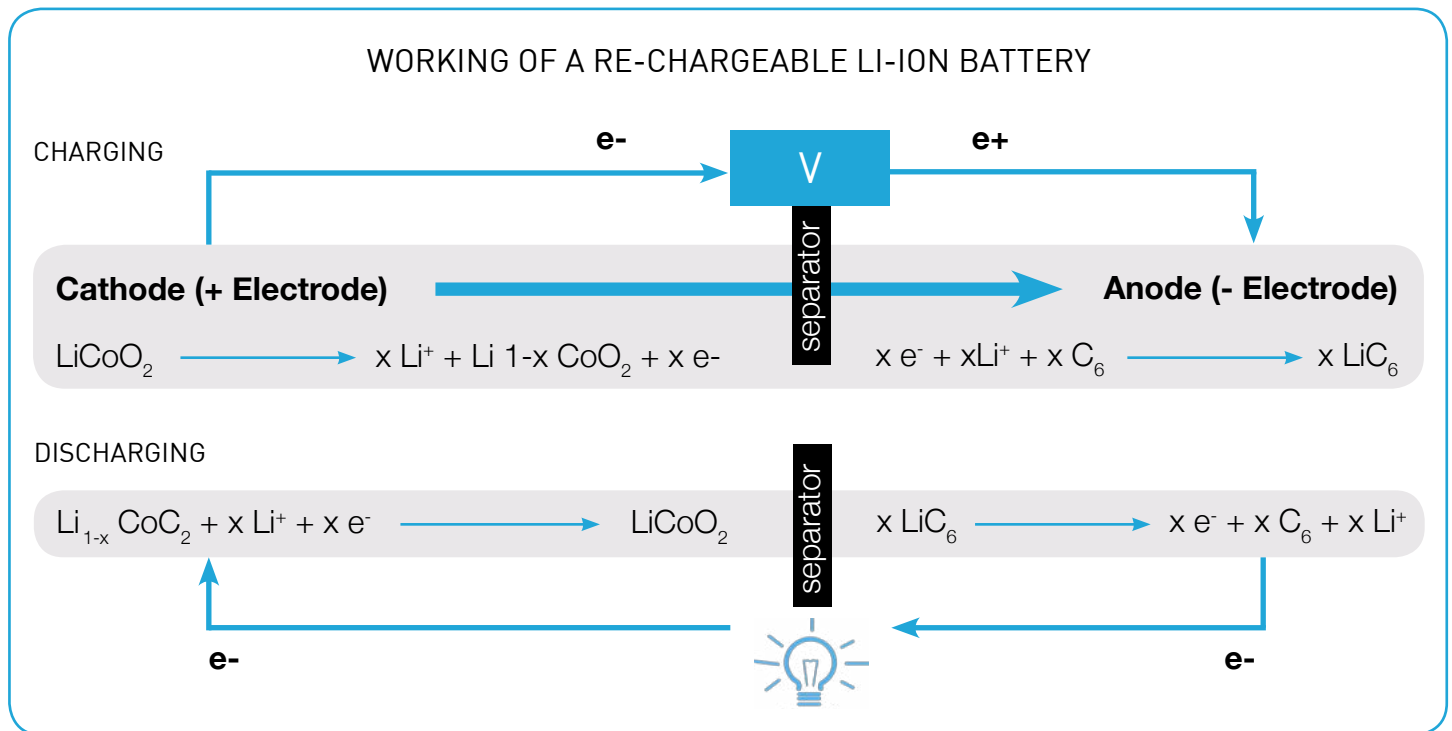 WORKING OF A RE-CHARGEABLE LI-ION BATTERY
CHARGING
e-
V
e+
separator
Cathode (+ Electrode)
Anode (- Electrode)
LiCoO₂
x Li⁺ + Li 1-x CoO₂ + x e-
x e⁻ + xLi⁺ + x C₆
x LiC₆
DISCHARGING
separator
Li₁₋ₓ CoC₂ + x Li⁺ + x e⁻
LiCoO₂
x LiC₆
x e⁻ + x C₆ + x Li⁺
e-
e-